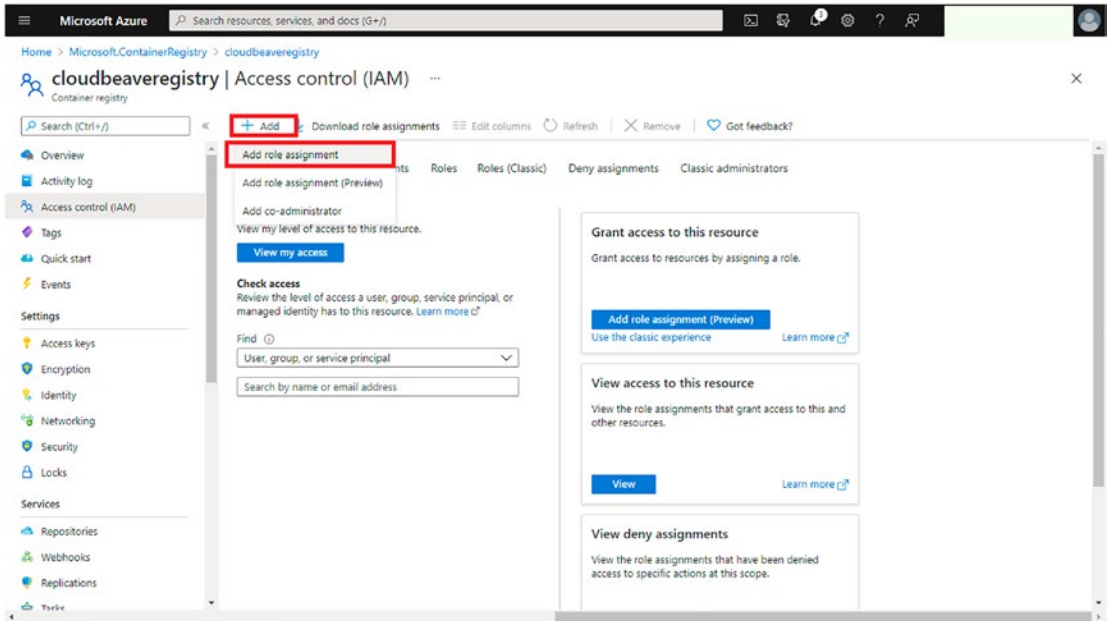 Microsoft Azure
Search resources, services, and docs (G+/)
3
Home > Microsoft.ContainerRegistry > cloudbeaveregistry
cloudbeaveregistry | Access control (IAM) ...
Container registry
Search (Ctrl+/)
Overview
Activity log
Access control (IAM)
Tags
Quick start
Events
Settings
Access keys
Encryption
Identity
Networking
Security
Locks
Services
Repositories
Webhooks
Replications
Tasks
+ Add
Download role assignments
Edit columns
Refresh
Remove
Got feedback?
Add role assignment
Add role assignment (Preview)
Add co-administrator
Roles
Roles (Classic)
Deny assignments
Classic administrators
View my level of access to this resource.
View my access
Check access
Review the level of access a user, group, service principal, or
managed identity has to this resource. Learn more
Find
User, group, or service principal
Search by name or email address
Grant access to this resource
Grant access to resources by assigning a role.
Add role assignment (Preview)
Use the classic experience
Learn more
View access to this resource
View the role assignments that grant access to this and
other resources.
View
Learn more
View deny assignments
View the role assignments that have been denied
access to specific actions at this scope.